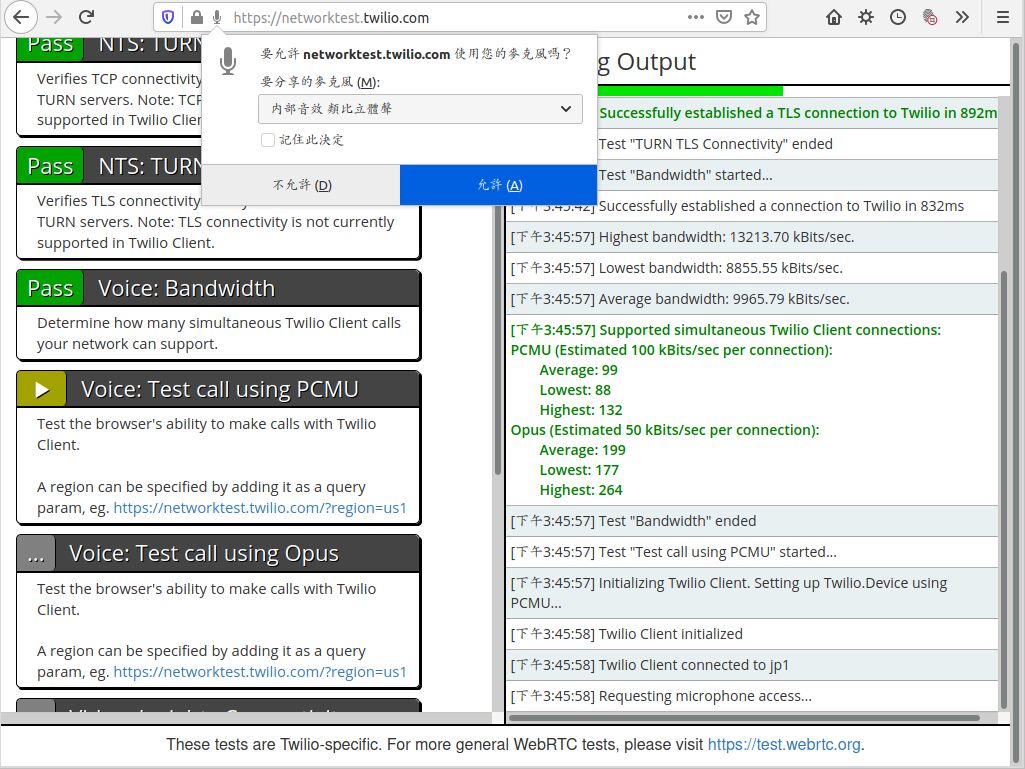 https://networktest.twilio.com
要允許 networktest.twilio.com 使用您的麥克風嗎？
要分享的麥克風 (M):
內部音效 類比立體聲
記住此決定
不允許 (D)
允許 (A)
Pass NTS: TURN
Verifies TCP connectivity
TURN servers. Note: TCP
supported in Twilio Clien
Pass NTS: TURN
Verifies TLS connectivity
TURN servers. Note: TLS connectivity is not currently
supported in Twilio Client.
Pass Voice: Bandwidth
Determine how many simultaneous Twilio Client calls
your network can support.
Voice: Test call using PCMU
Test the browser's ability to make calls with Twilio
Client.
A region can be specified by adding it as a query
param, eg. https://networktest.twilio.com/?region=us1
... Voice: Test call using Opus
Test the browser's ability to make calls with Twilio
Client.
A region can be specified by adding it as a query
param, eg. https://networktest.twilio.com/?region=us1
g Output
Successfully established a TLS connection to Twilio in 892m
Test "TURN TLS Connectivity" ended
Test "Bandwidth" started...
[下午3:45:42] Successfully established a connection to Twilio in 832ms
[下午3:45:57] Highest bandwidth: 13213.70 kBits/sec.
[下午3:45:57] Lowest bandwidth: 8855.55 kBits/sec.
[下午3:45:57] Average bandwidth: 9965.79 kBits/sec.
[下午3:45:57] Supported simultaneous Twilio Client connections:
PCMU (Estimated 100 kBits/sec per connection):
Average: 99
Lowest: 88
Highest: 132
Opus (Estimated 50 kBits/sec per connection):
Average: 199
Lowest: 177
Highest: 264
[下午3:45:57] Test "Bandwidth" ended
[下午3:45:57] Test "Test call using PCMU" started...
[下午3:45:57] Initializing Twilio Client. Setting up Twilio.Device using
PCMU...
[下午3:45:58] Twilio Client initialized
[下午3:45:58] Twilio Client connected to jp1
[下午3:45:58] Requesting microphone access...
These tests are Twilio-specific. For more general WebRTC tests, please visit https://test.webrtc.org.